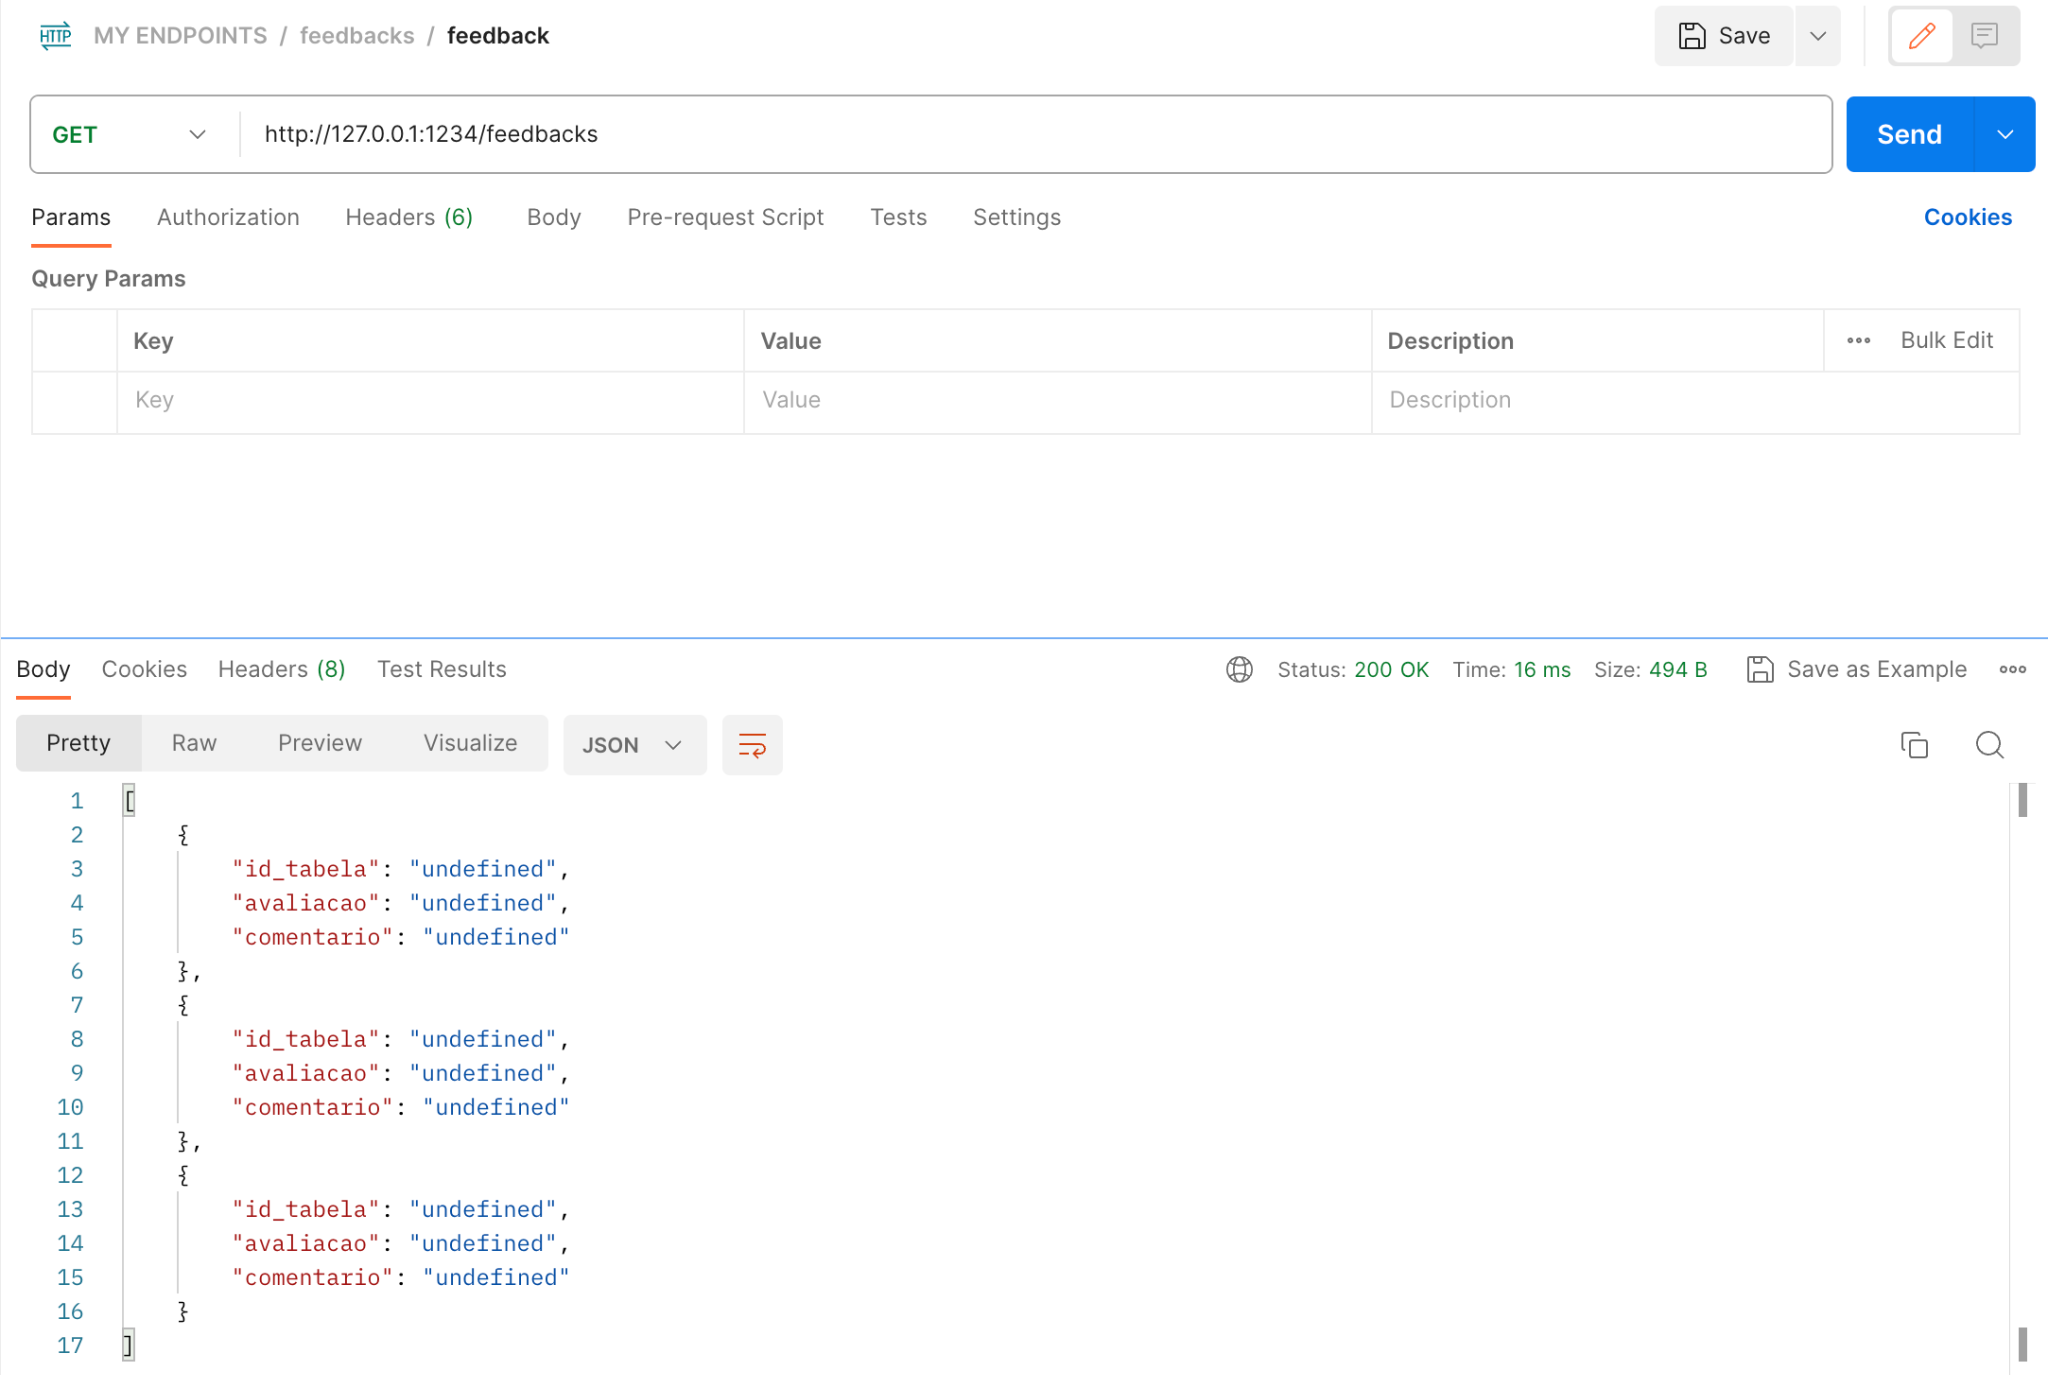 HTTP MY ENDPOINTS / feedbacks / feedback Save
GET http://127.0.0.1:1234/feedbacks Send
Params Authorization Headers (6) Body Pre-request Script Tests Settings Cookies
Query Params
Key Value Description Bulk Edit
Key Value Description
Body Cookies Headers (8) Test Results Status: 200 OK Time: 16 ms Size: 494 B Save as Example
Pretty Raw Preview Visualize JSON
1 [
2 {
3 "id_tabela": "undefined",
4 "avaliacao": "undefined",
5 "comentario": "undefined"
6 },
7 {
8 "id_tabela": "undefined",
9 "avaliacao": "undefined",
10 "comentario": "undefined"
11 },
12 {
13 "id_tabela": "undefined",
14 "avaliacao": "undefined",
15 "comentario": "undefined"
16 }
17 ]